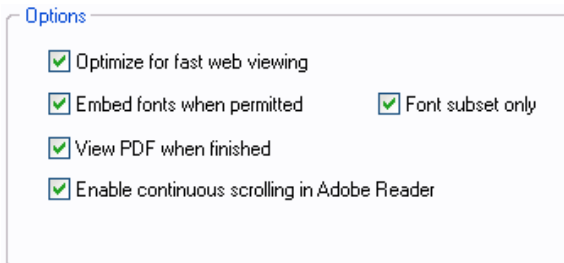 Options
Optimize for fast web viewing
Embed fonts when permitted Font subset only
View PDF when finished
Enable continuous scrolling in Adobe Reader